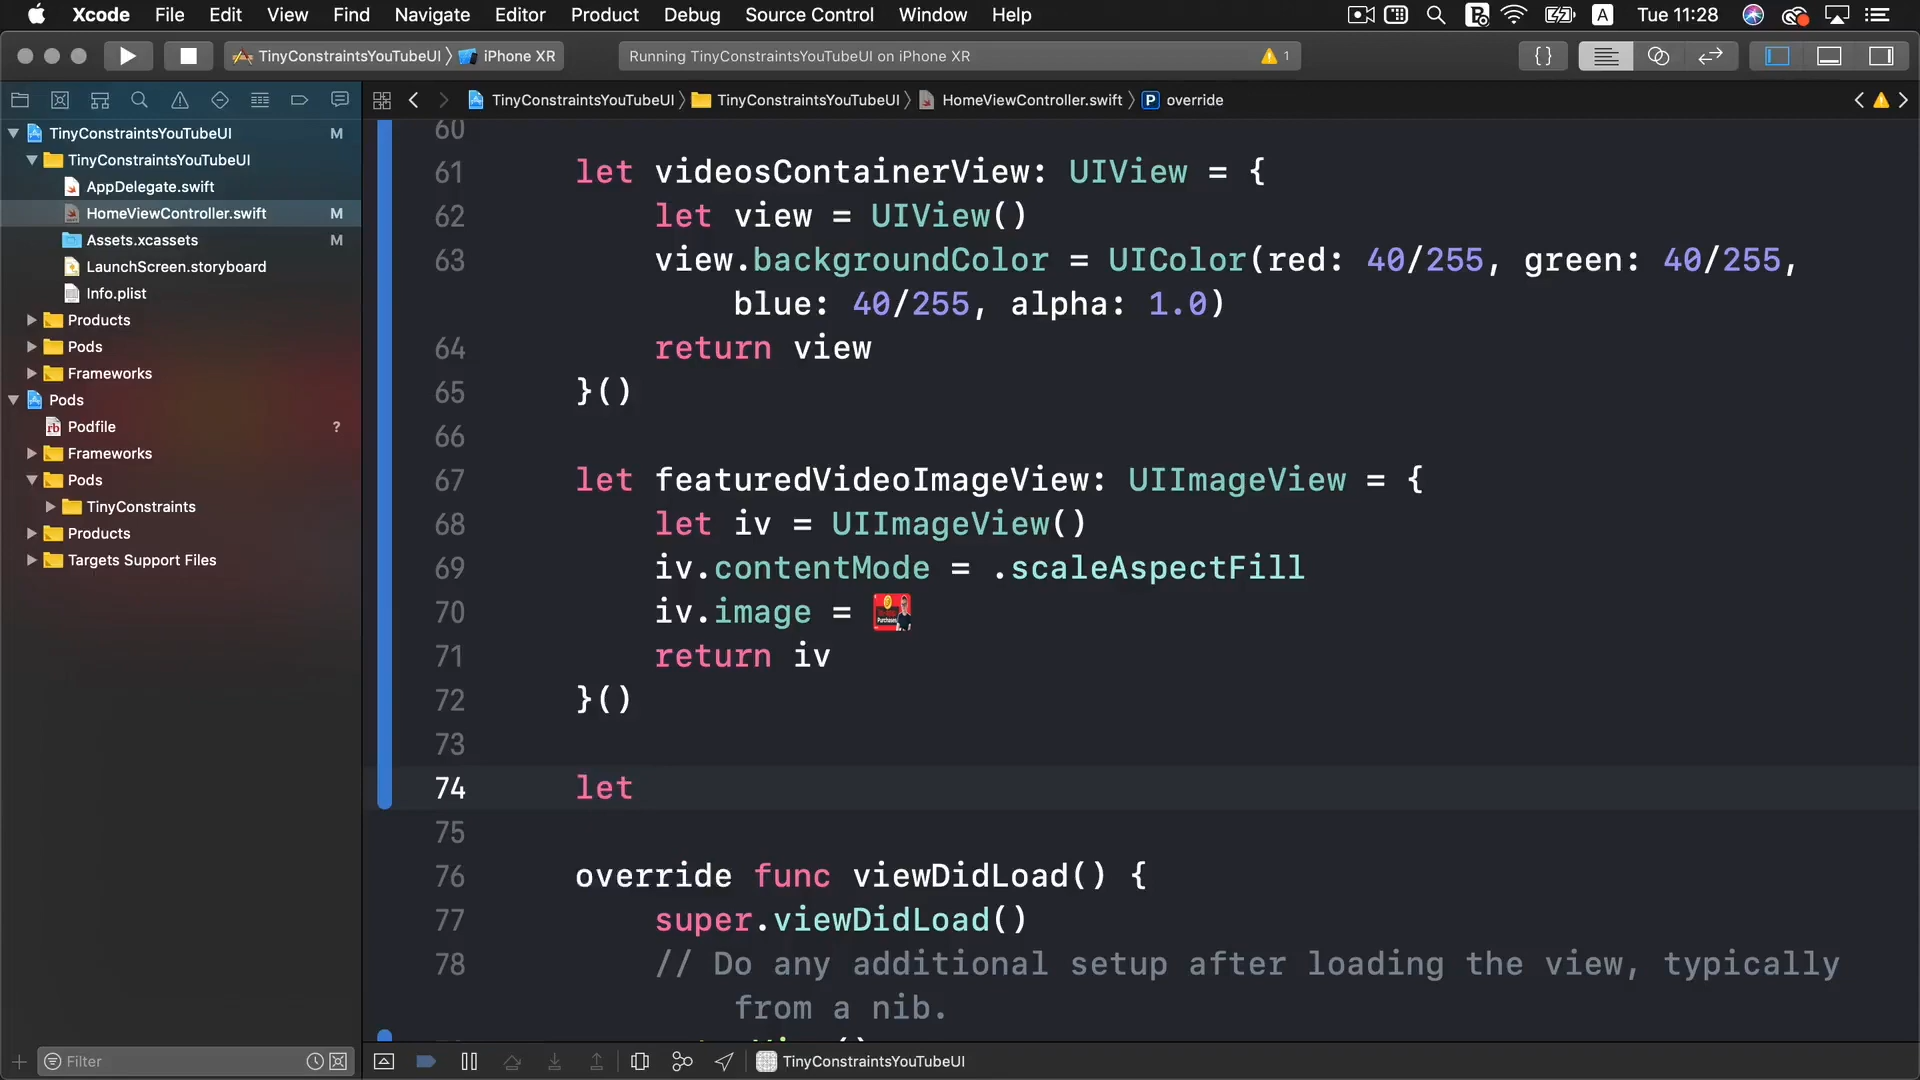 Xcode File Edit View Find Navigate Editor Product Debug Source Control Window Help A Tue 11:28
TinyConstraintsYouTubeUI iPhone XR Running TinyConstraintsYouTubeUI on iPhone XR 1 {}
TinyConstraintsYouTubeUI TinyConstraintsYouTubeUI HomeViewController.swift P override
TinyConstraintsYouTubeUI M
TinyConstraintsYouTubeUI
AppDelegate.swift
HomeViewController.swift M
Assets.xcassets M
LaunchScreen.storyboard
Info.plist
Products
Pods
Frameworks
Pods
rb Podfile ?
Frameworks
Pods
TinyConstraints
Products
Targets Support Files
Filter
60
61 let videosContainerView: UIView = {
62 let view = UIView()
63 view.backgroundColor = UIColor(red: 40/255, green: 40/255,
blue: 40/255, alpha: 1.0)
64 return view
65 }()
66
67 let featuredVideoImageView: UIImageView = {
68 let iv = UIImageView()
69 iv.contentMode = .scaleAspectFill
70 iv.image = Purchases
71 return iv
72 }()
73
74 let
75
76 override func viewDidLoad() {
77 super.viewDidLoad()
78 // Do any additional setup after loading the view, typically
from a nib.
TinyConstraintsYouTubeUI